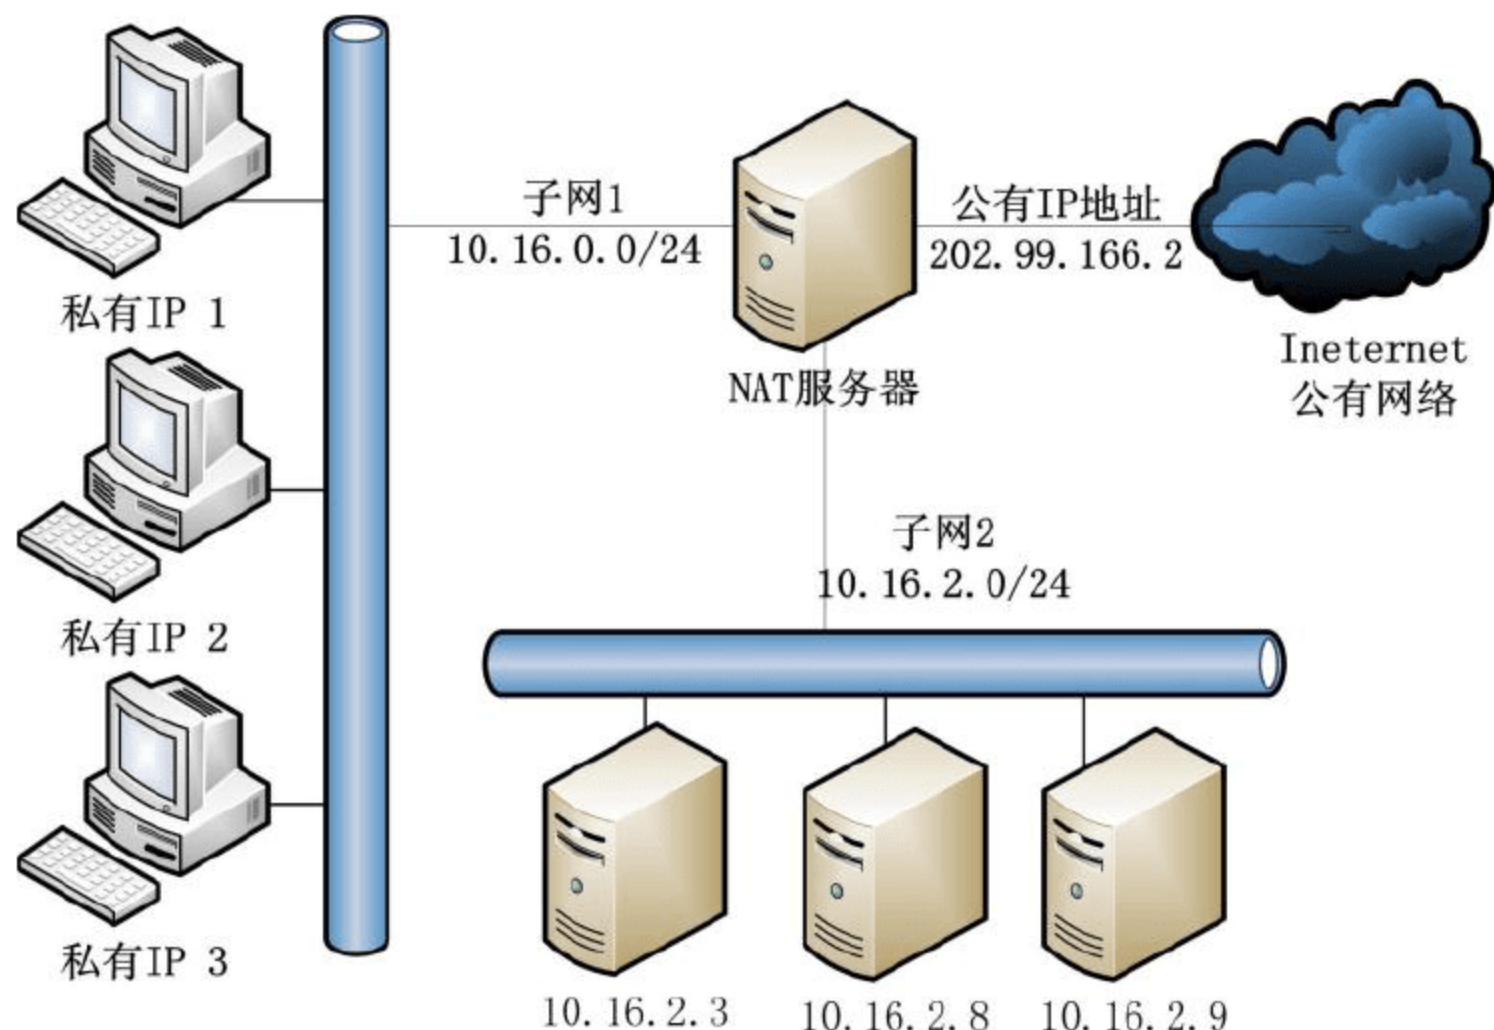 私有IP 1
私有IP 2
私有IP 3
子网1
10.16.0.0/24
NAT服务器
公有IP地址
202.99.166.2
Ineternet
公有网络
子网2
10.16.2.0/24
10.16.2.3
10.16.2.8
10.16.2.9